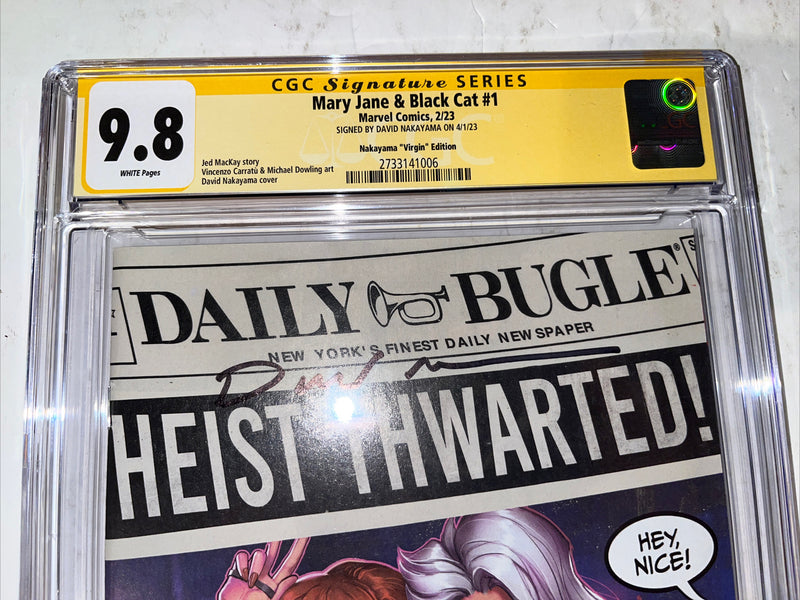 CGC Signature SERIES
9.8
WHITE Pages
Mary Jane & Black Cat #1
Marvel Comics, 2/23
SIGNED BY DAVID NAKAYAMA ON 4/1/23
Nakayama "Virgin" Edition
2733141006
Jed MacKay story
Vincenzo Carratù & Michael Dowling art
David Nakayama cover
CGC
DAILY BUGLE®
NEW YORK'S FINEST DAILY NEWSPAPER
HEIST THWARTED!
HEY,
NICE!